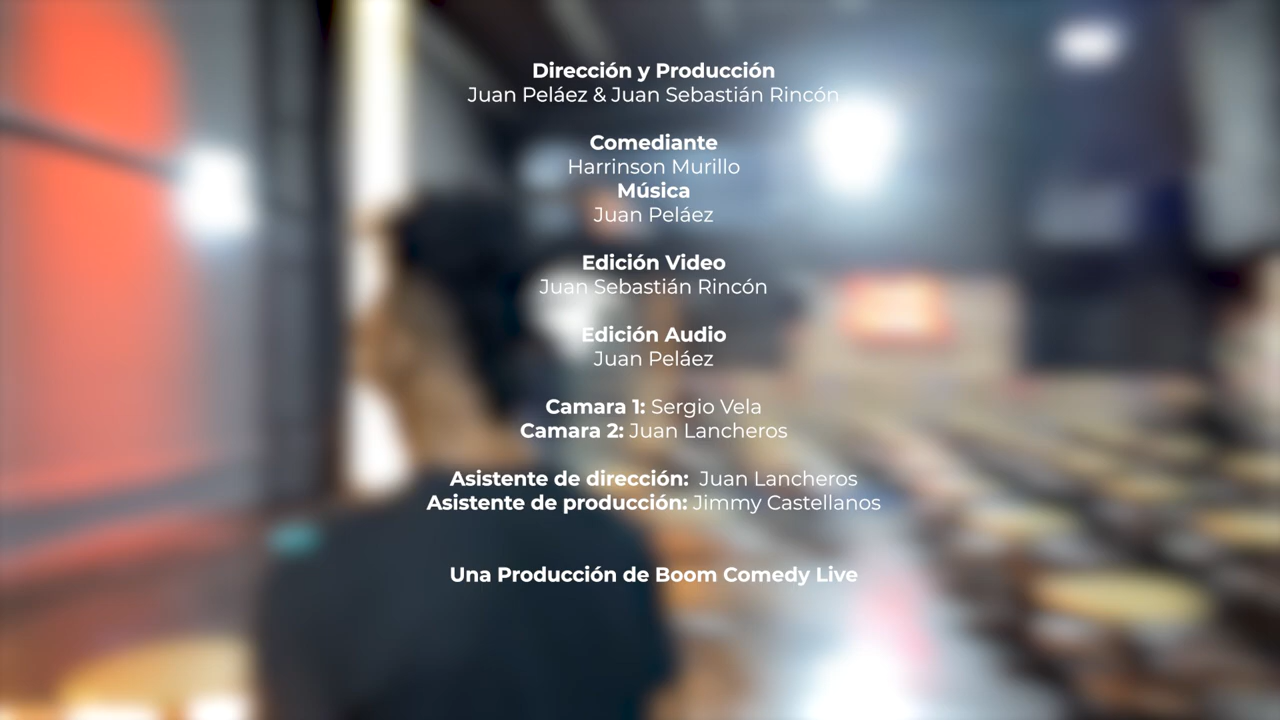 Dirección y Producción
Juan Peláez & Juan Sebastián Rincón
Comediante
Harrinson Murillo
Música
Juan Peláez
Edición Video
Juan Sebastián Rincón
Edición Audio
Juan Peláez
Camara 1: Sergio Vela
Camara 2: Juan Lancheros
Asistente de dirección: Juan Lancheros
Asistente de producción: Jimmy Castellanos
Una Producción de Boom Comedy Live